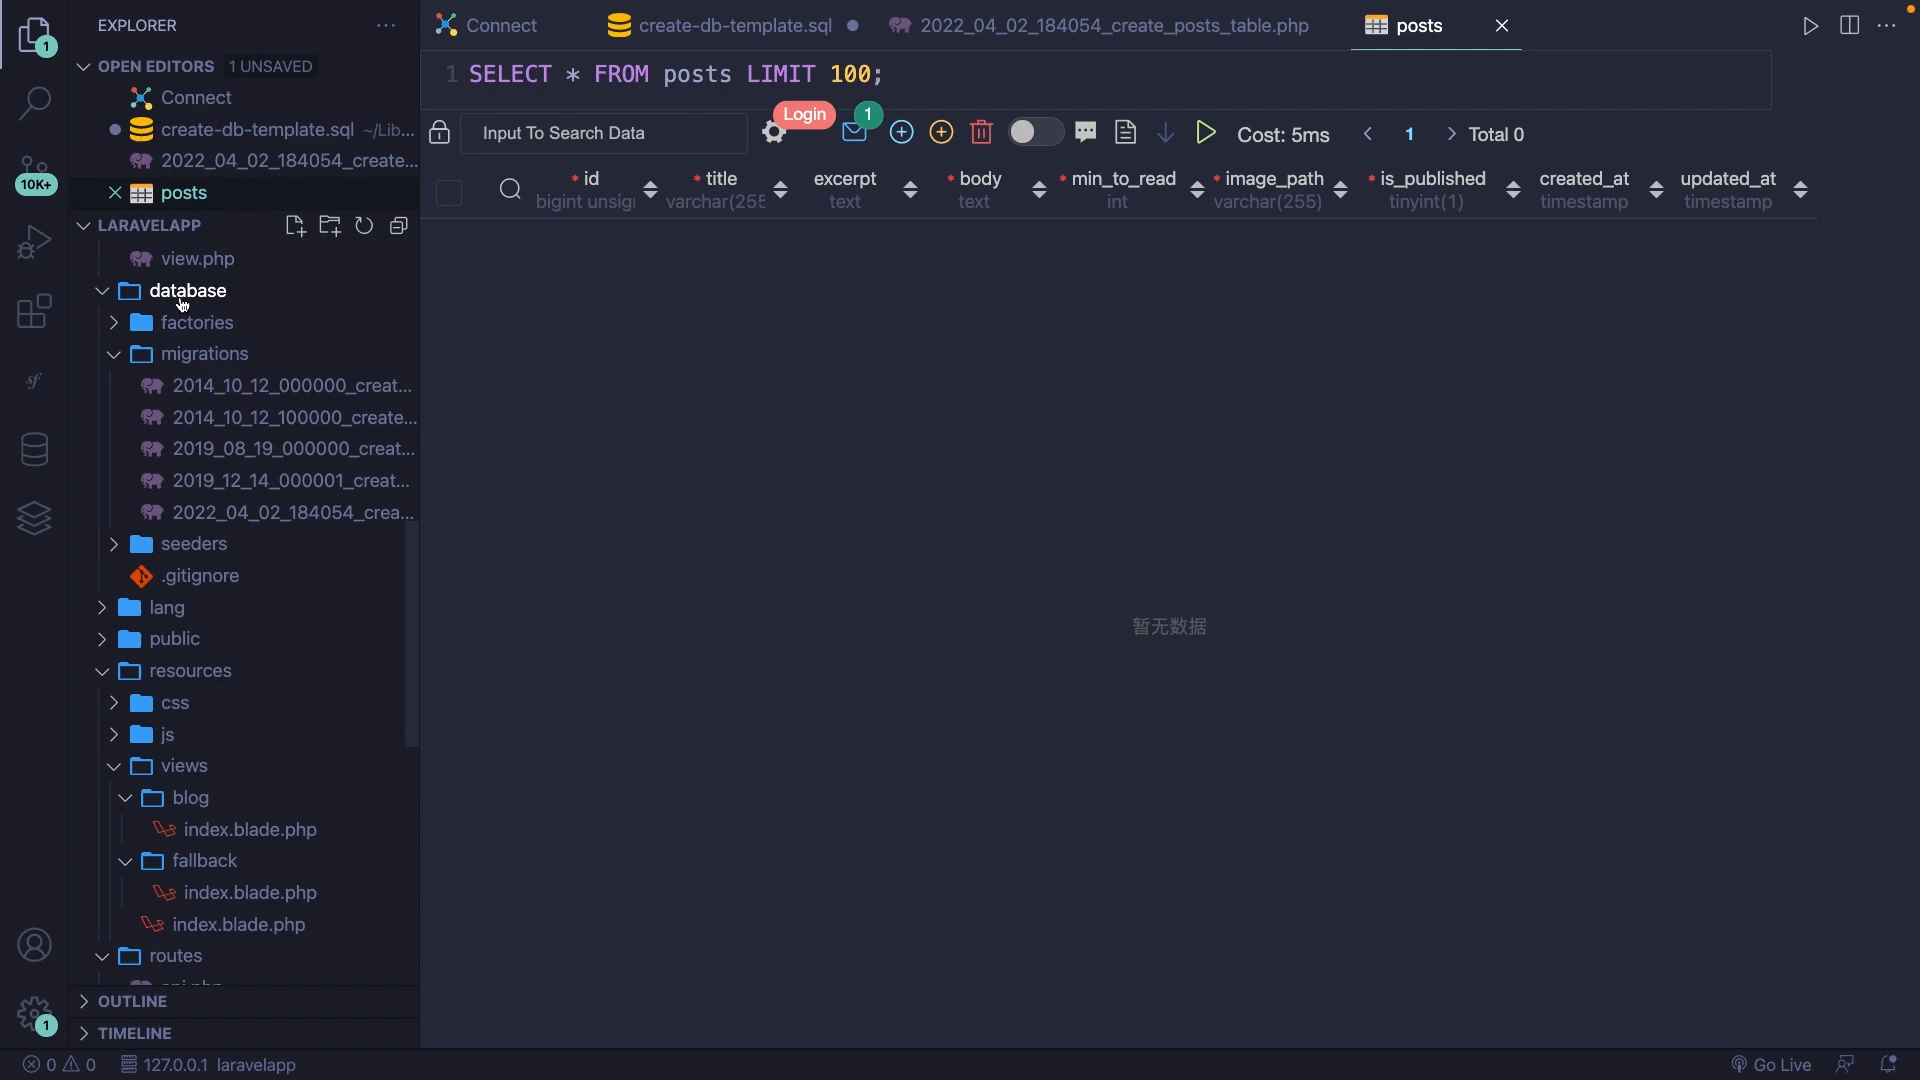 EXPLORER
OPEN EDITORS 1 UNSAVED
Connect
create-db-template.sql ~/Lib...
2022_04_02_184054_create...
posts
LARAVELAPP
view.php
database
factories
migrations
2014_10_12_000000_creat...
2014_10_12_100000_create...
2019_08_19_000000_creat...
2019_12_14_000001_creat...
2022_04_02_184054_crea...
seeders
.gitignore
lang
public
resources
css
js
views
blog
index.blade.php
fallback
index.blade.php
index.blade.php
routes
OUTLINE
TIMELINE
1
10K+
1
Connect create-db-template.sql 2022_04_02_184054_create_posts_table.php posts
1 SELECT * FROM posts LIMIT 100;
Input To Search Data Login 1 Cost: 5ms 1 Total 0
* id * title excerpt * body * min_to_read * image_path * is_published created_at updated_at
bigint unsig varchar(255 text text int varchar(255) tinyint(1) timestamp timestamp
暂无数据
0 0 127.0.0.1 laravelapp Go Live